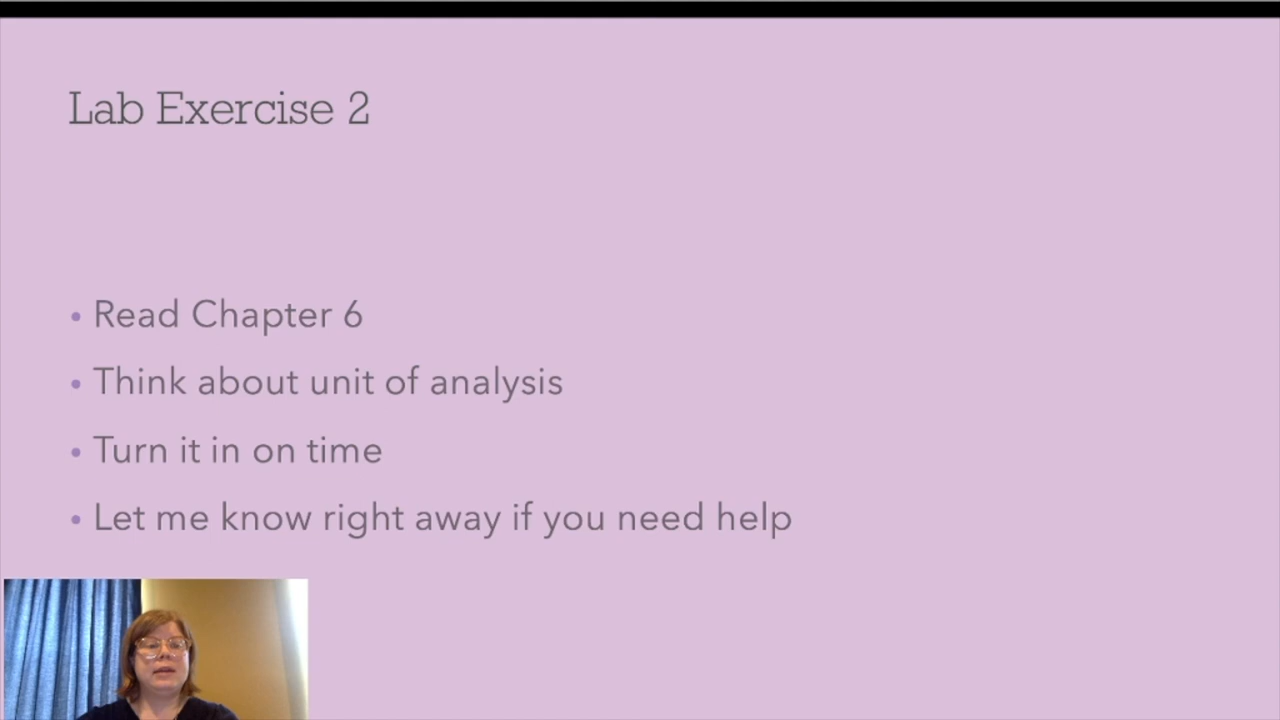 Lab Exercise 2
• Read Chapter 6
• Think about unit of analysis
• Turn it in on time
• Let me know right away if you need help